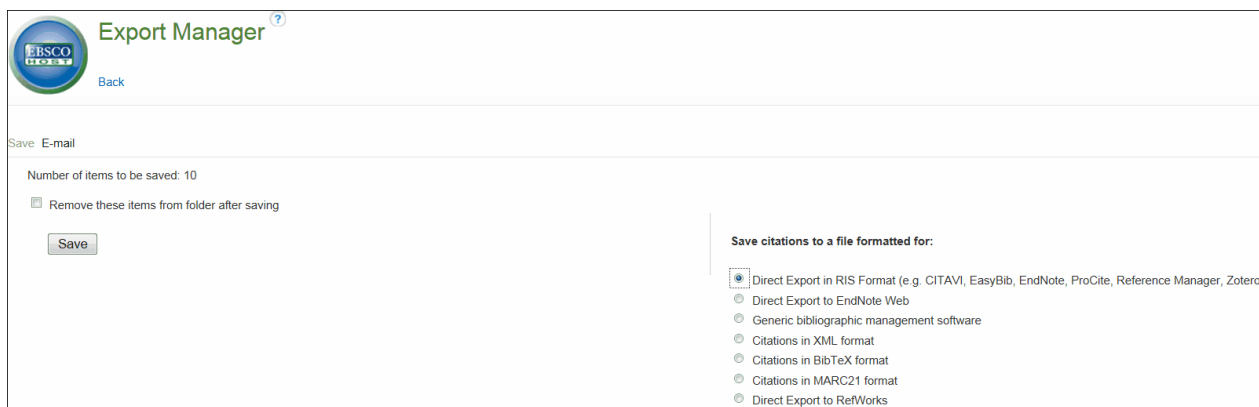 Export Manager ?
EBSCO
HOST
Back
Save E-mail
Number of items to be saved: 10
Remove these items from folder after saving
Save
Save citations to a file formatted for:
Direct Export in RIS Format (e.g. CITAVI, EasyBib, EndNote, ProCite, Reference Manager, Zotero
Direct Export to EndNote Web
Generic bibliographic management software
Citations in XML format
Citations in BibTeX format
Citations in MARC21 format
Direct Export to RefWorks